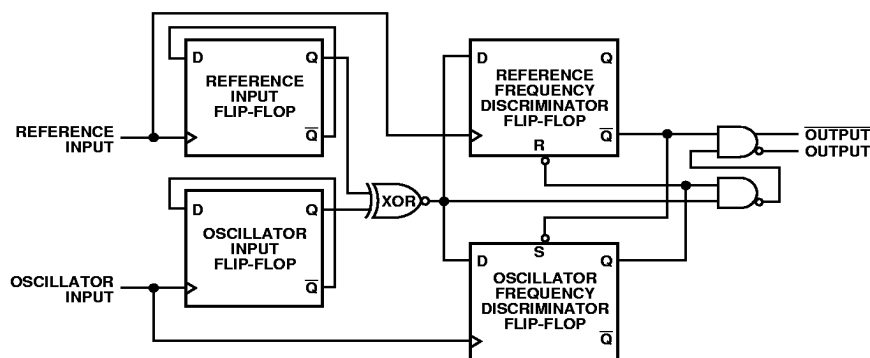 D
Q
REFERENCE
INPUT
FLIP-FLOP
Q
REFERENCE
INPUT
D
Q
REFERENCE
FREQUENCY
DISCRIMINATOR
FLIP-FLOP
Q
R
OUTPUT
OUTPUT
XOR
D
Q
OSCILLATOR
INPUT
FLIP-FLOP
Q
OSCILLATOR
INPUT
S
D
Q
OSCILLATOR
FREQUENCY
DISCRIMINATOR
FLIP-FLOP
Q